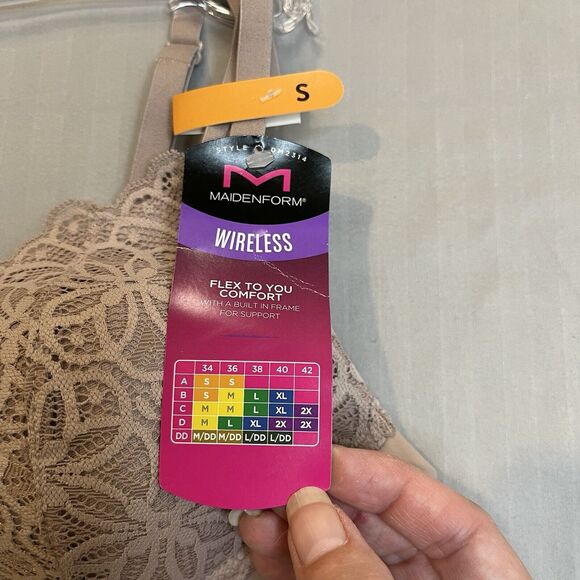 S
STYLE DM2314
M
MAIDENFORM®
WIRELESS
FLEX TO YOU
COMFORT
WITH A BUILT IN FRAME
FOR SUPPORT
34 36 38 40 42
A S S
B S M L XL
C M M L XL 2X
D M L XL 2X 2X
DD M/DD M/DD L/DD L/DD